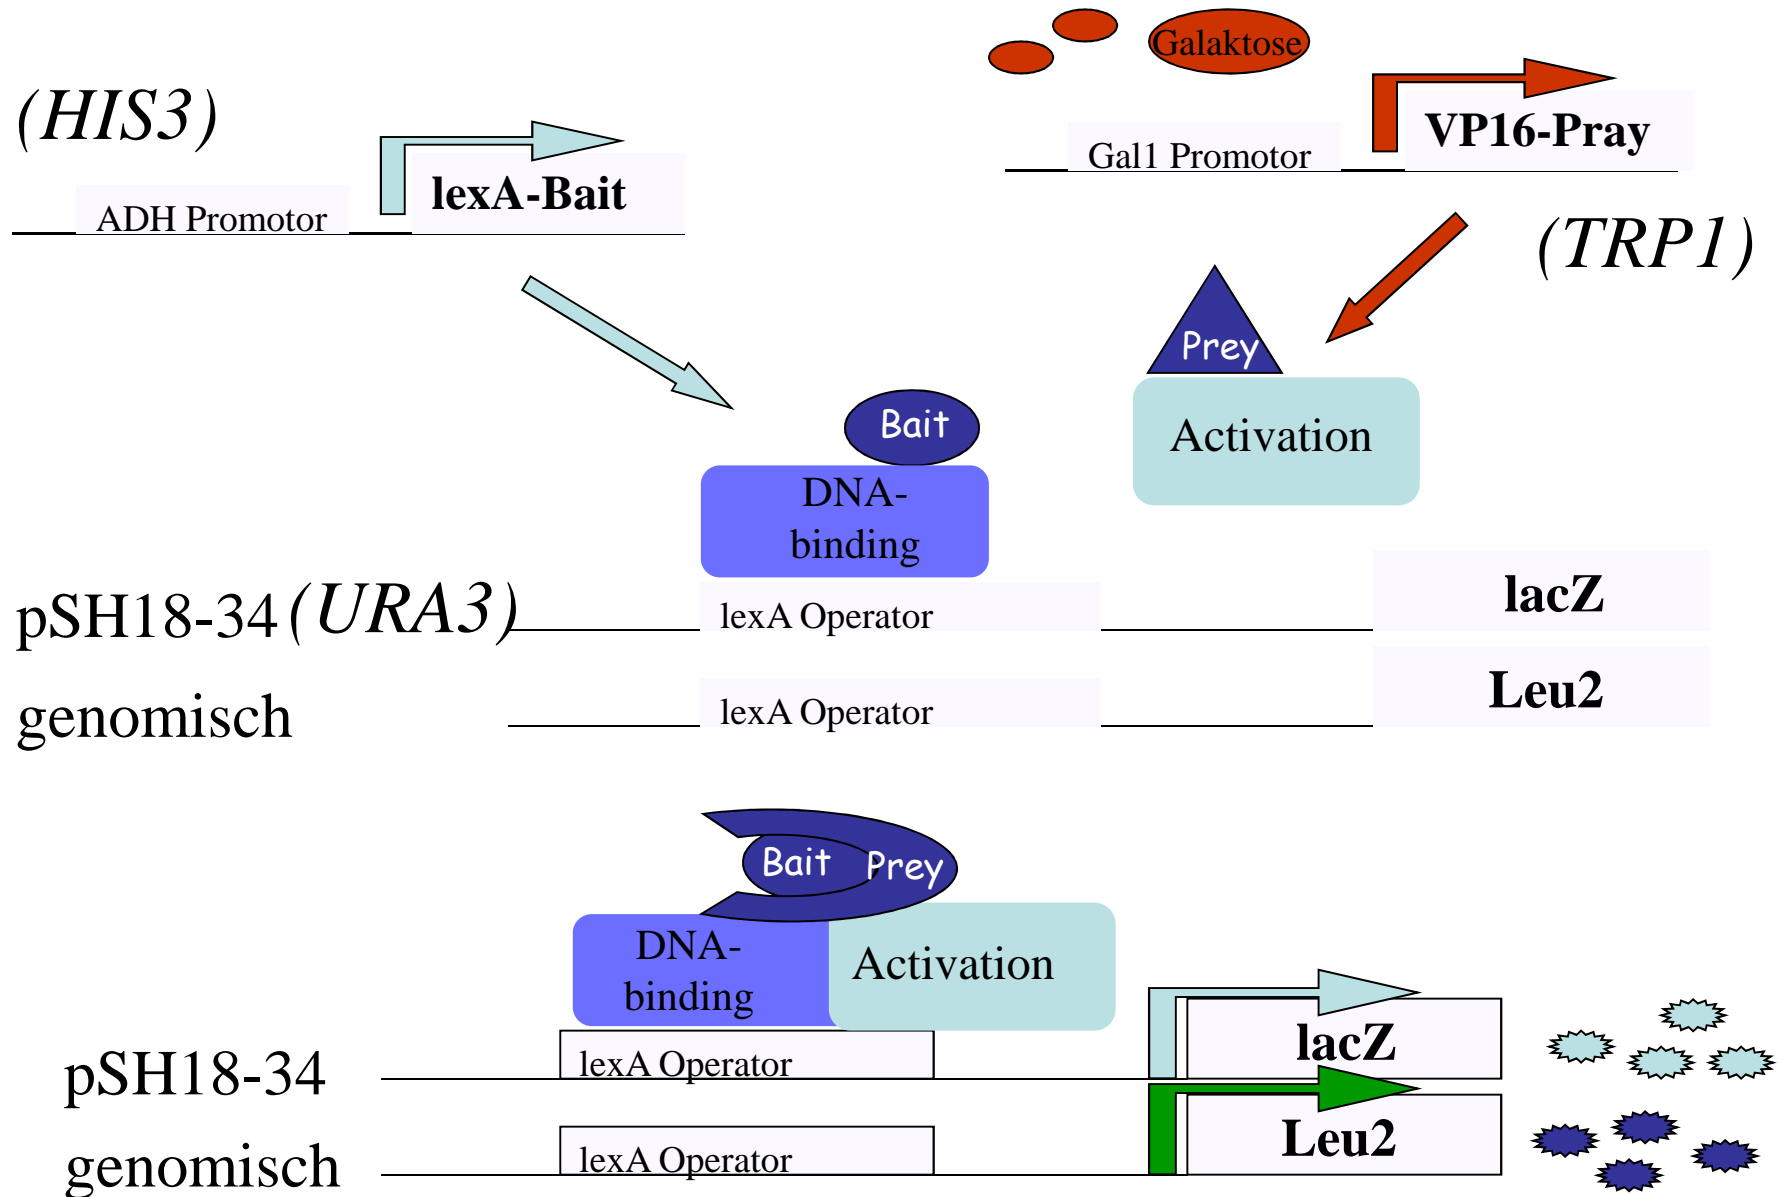 Galaktose
(HIS3)
VP16-Pray
Gal1 Promotor
lexA-Bait
ADH Promotor
(TRP1)
Prey
Bait
Activation
DNA-
binding
pSH18-34 (URA3)
lexA Operator
lacZ
genomisch
lexA Operator
Leu2
Bait
Prey
DNA-
binding
Activation
pSH18-34
lexA Operator
lacZ
genomisch
lexA Operator
Leu2